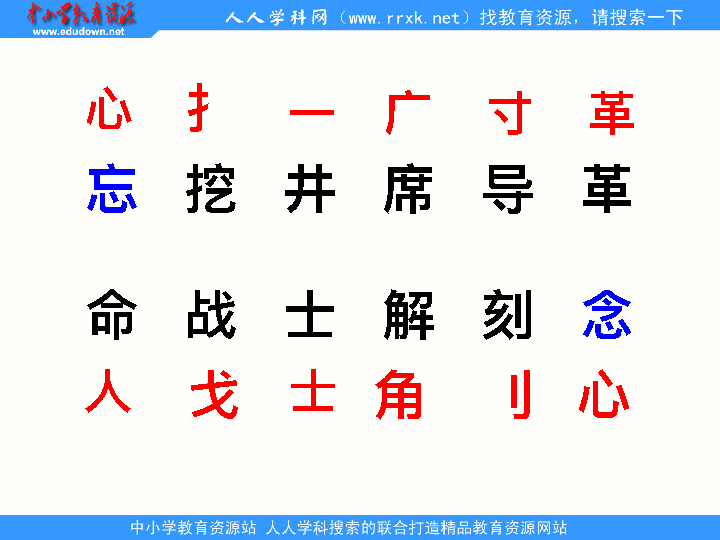 中小学教育资源
www.edudown.net
人人学科网（www.rrxk.net）找教育资源，请搜索一下
心 扌 一 广 寸 革
忘 挖 井 席 导 革
命 战 士 解 刻 念
人 戈 士 角 刂 心
中小学教育资源站 人人学科搜索的联合打造精品教育资源网站